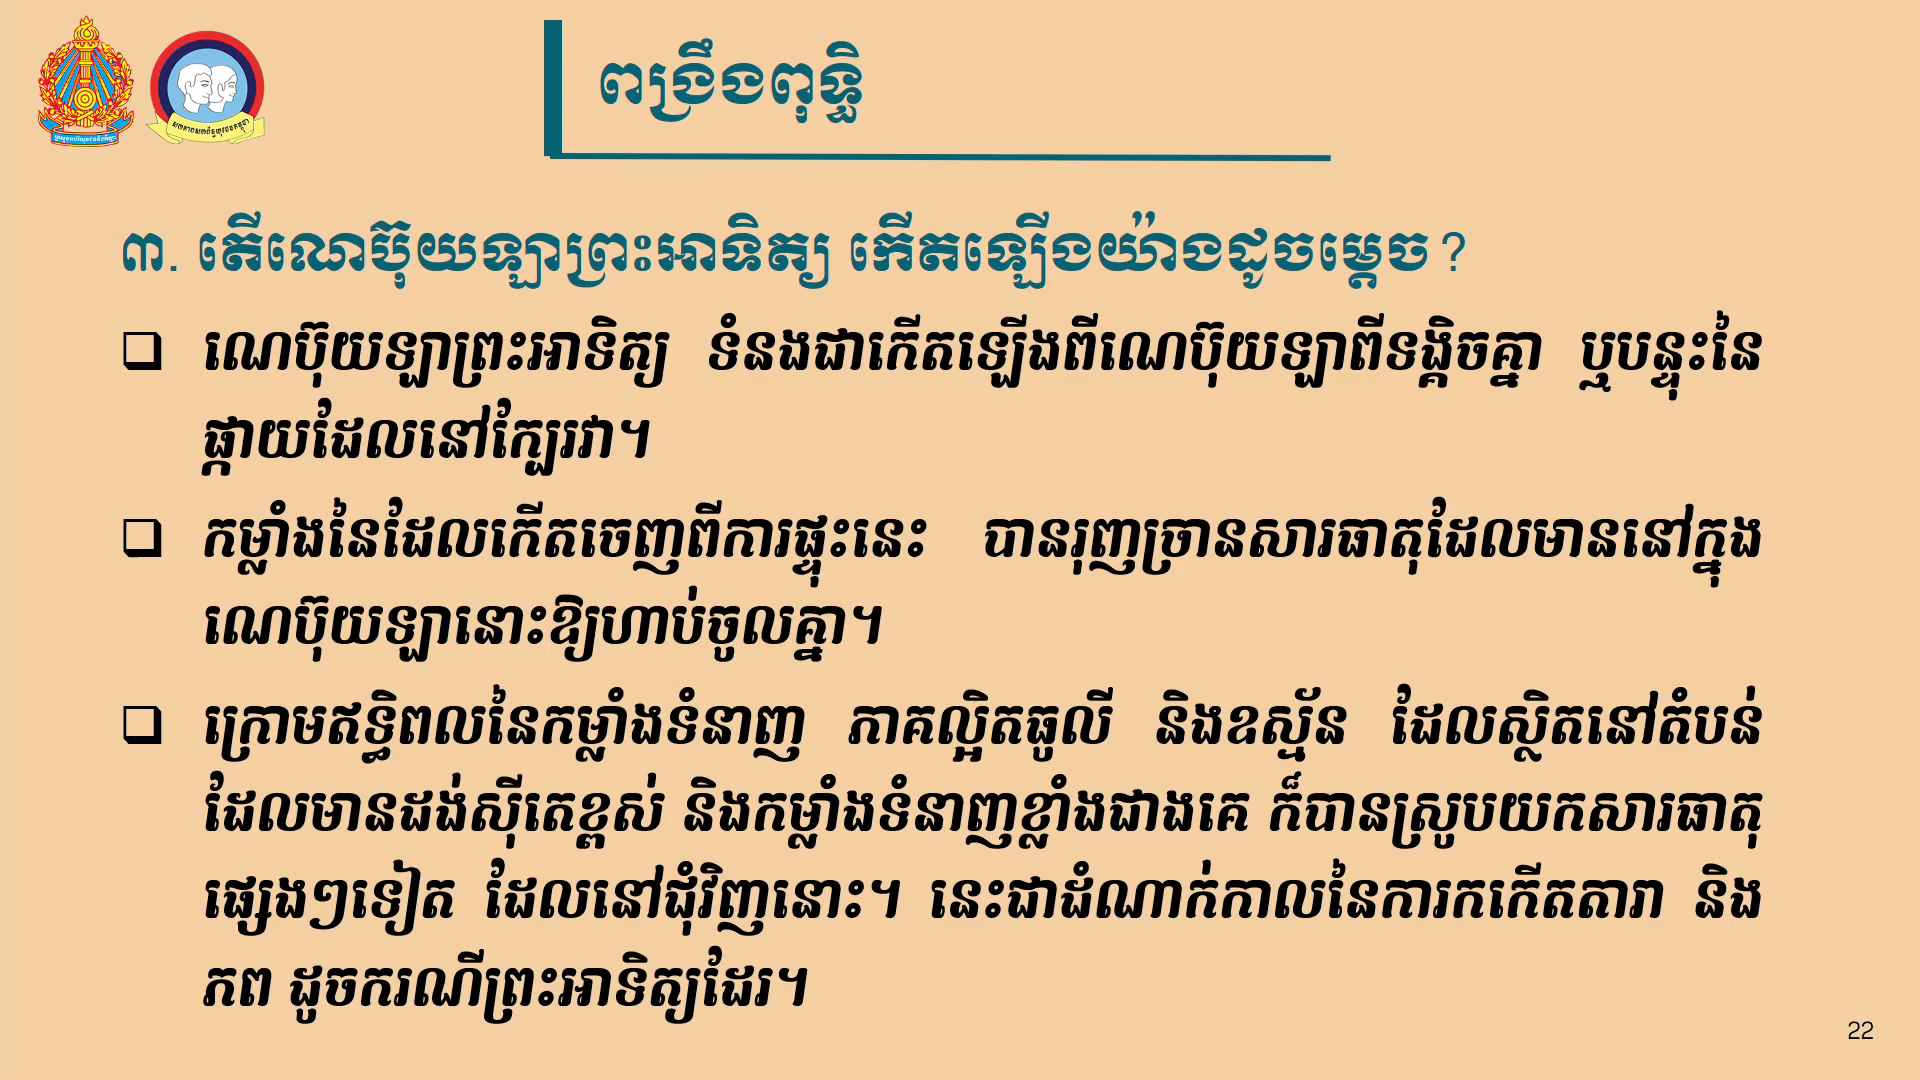 ពង្រឹងពុទ្ធិ
៣. តើណេប៊ុយឡាព្រះអាទិត្យ កើតឡើងយ៉ាងដូចម្តេច ?
ណេប៊ុយឡាព្រះអាទិត្យ ទំនងជាកើតឡើងពីណេប៊ុយឡាពីទង្គិចគ្នា ឬបន្ទុះនៃ
ផ្កាយដែលនៅក្បែរវា។
កម្លាំងនៃដែលកើតចេញពីការផ្ទុះនេះ បានរុញច្រានសារធាតុដែលមាននៅក្នុង
ណេប៊ុយឡានោះឱ្យហាប់ចូលគ្នា។
ក្រោមឥទ្ធិពលនៃកម្លាំងទំនាញ ភាគល្អិតធូលី និងឧស្ម័ន ដែលស្ថិតនៅតំបន់
ដែលមានដង់ស៊ីតេខ្ពស់ និងកម្លាំងទំនាញខ្លាំងជាងគេ ក៏បានស្រូបយកសារធាតុ
ផ្សេងៗទៀត ដែលនៅជុំវិញនោះ។ នេះជាដំណាក់កាលនៃការកកើតតារា និង
ភព ដូចករណីព្រះអាទិត្យដែរ។
22